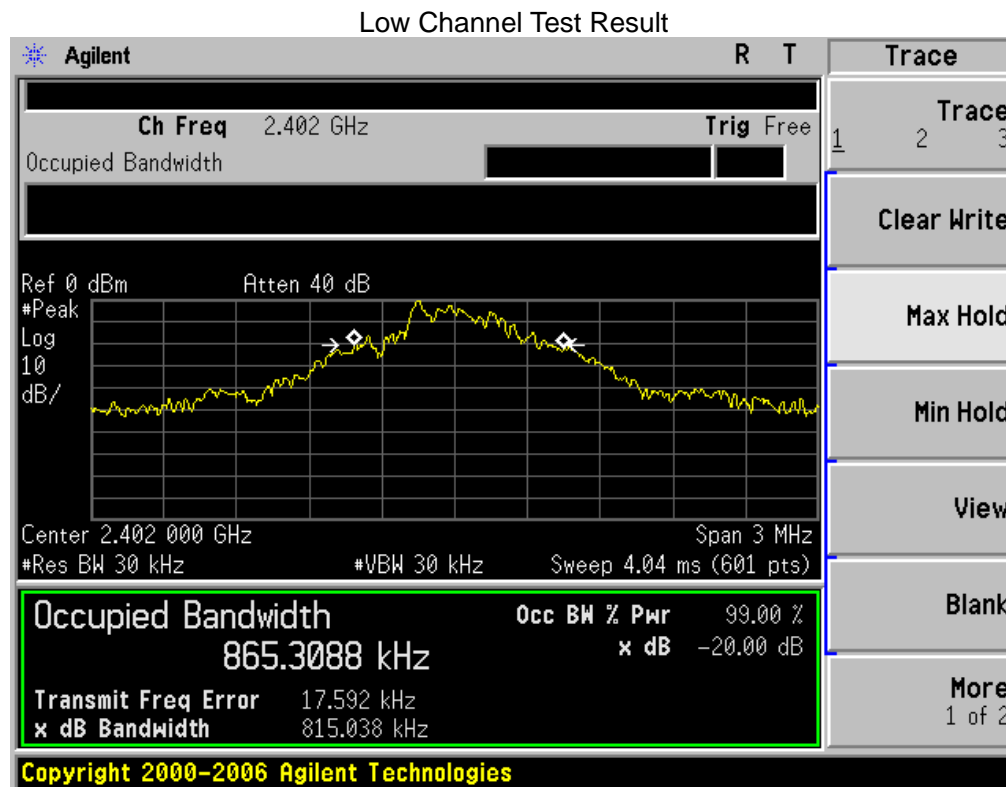 Low Channel Test Result
Agilent R T
Trace
Ch Freq 2.402 GHz Trig Free
Occupied Bandwidth
Trace
1 2 3
Clear Write
Max Hold
Min Hold
View
Blank
More
1 of 2
Ref 0 dBm Atten 40 dB
#Peak
Log
10
dB/
Center 2.402 000 GHz Span 3 MHz
#Res BW 30 kHz #VBW 30 kHz Sweep 4.04 ms (601 pts)
Occupied Bandwidth Occ BW % Pwr 99.00 %
865.3088 kHz x dB -20.00 dB
Transmit Freq Error 17.592 kHz
x dB Bandwidth 815.038 kHz
Copyright 2000-2006 Agilent Technologies